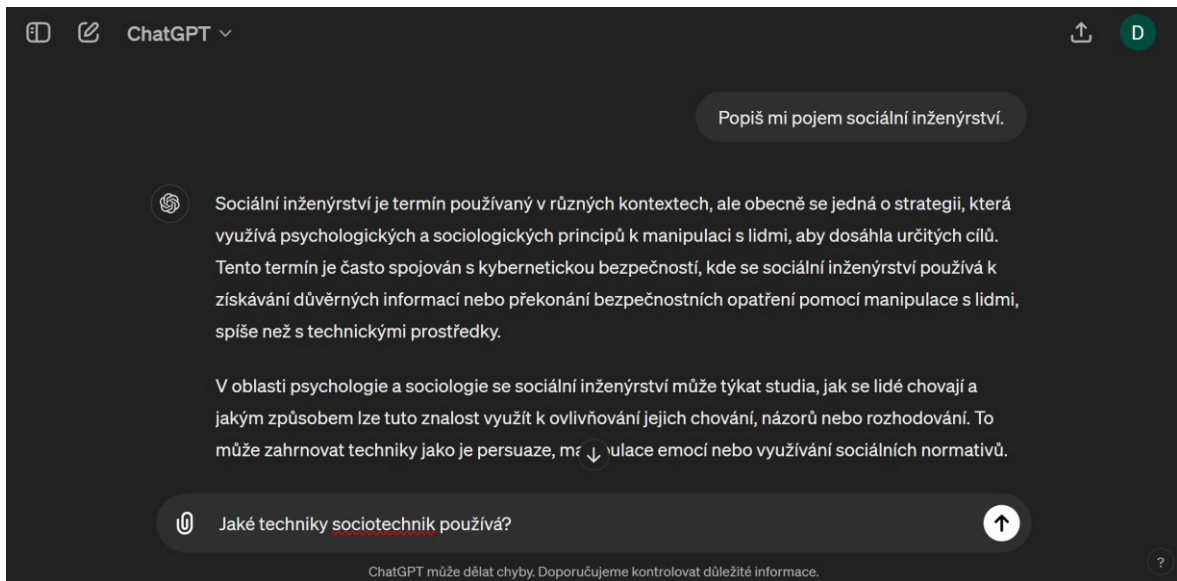 ChatGPT
D
Popiš mi pojem sociální inženýrství.
Sociální inženýrství je termín používaný v různých kontextech, ale obecně se jedná o strategii, která
využívá psychologických a sociologických principů k manipulaci s lidmi, aby dosáhla určitých cílů.
Tento termín je často spojován s kybernetickou bezpečností, kde se sociální inženýrství používá k
získávání důvěrných informací nebo překonání bezpečnostních opatření pomocí manipulace s lidmi,
spíše než s technickými prostředky.
V oblasti psychologie a sociologie se sociální inženýrství může týkat studia, jak se lidé chovají a
jakým způsobem lze tuto znalost využít k ovlivňování jejich chování, názorů nebo rozhodování. To
může zahrnovat techniky jako je persuaze, emocí nebo využívání sociálních normativů.
Jaké techniky sociotechnik používá?
ChatGPT může dělat chyby. Doporučujeme kontrolovat důležité informace.
?